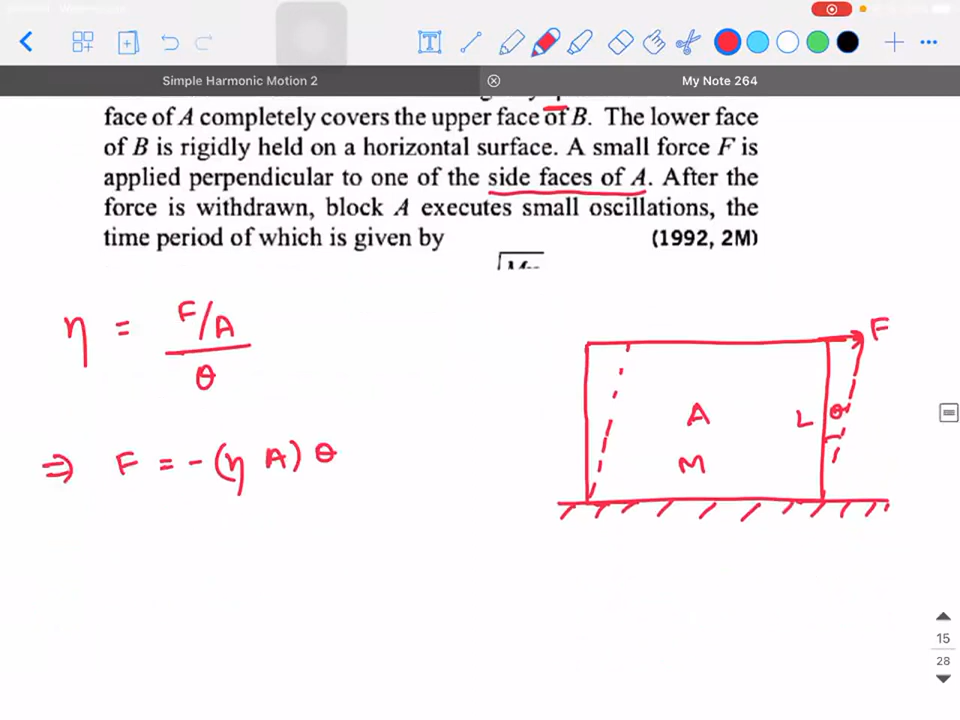 Simple Harmonic Motion 2
My Note 264
face of A completely covers the upper face of B. The lower face
of B is rigidly held on a horizontal surface. A small force F is
applied perpendicular to one of the side faces of A. After the
force is withdrawn, block A executes small oscillations, the
time period of which is given by (1992, 2M)
η = F/A / θ
⇒ F = - (η A) θ
F
A
L
θ
M
15
28